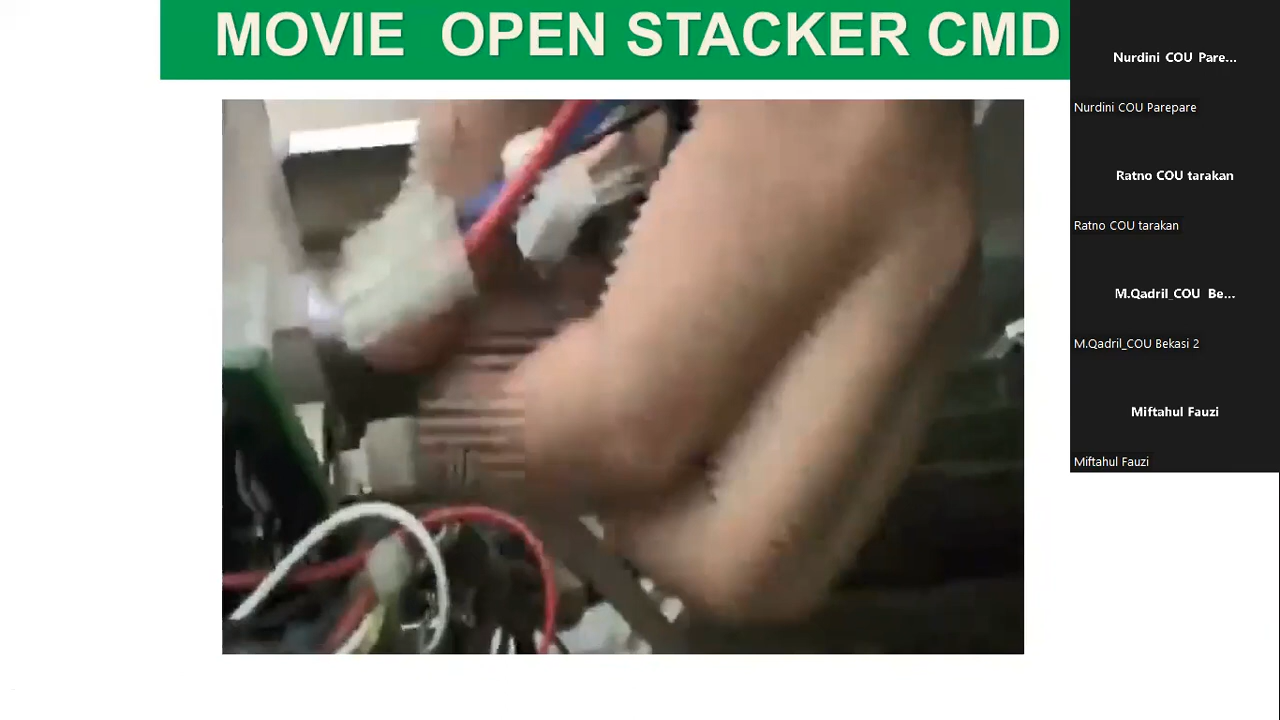 MOVIE OPEN STACKER CMD
Nurdini COU Pare...
Nurdini COU Parepare
Ratno COU tarakan
Ratno COU tarakan
M.Qadril_COU Be...
M.Qadril_COU Bekasi 2
Miftahul Fauzi
Miftahul Fauzi